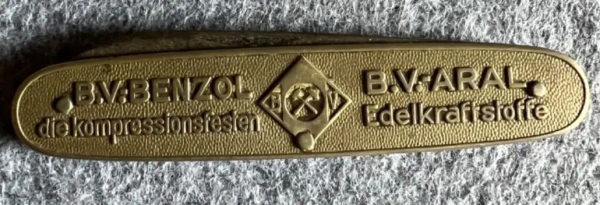 B.V.-BENZOL
die kompressionsfesten
B V
B.V.-ARAL
Edelkraftstoffe